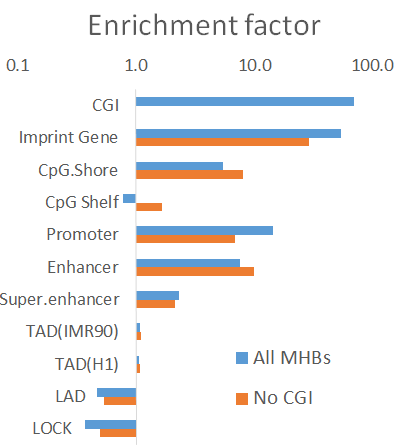 Enrichment factor
0.1 1.0 10.0 100.0
CGI
Imprint Gene
CpG.Shore
CpG Shelf
Promoter
Enhancer
Super.enhancer
TAD(IMR90)
TAD(H1)
LAD
LOCK
All MHBs
No CGI